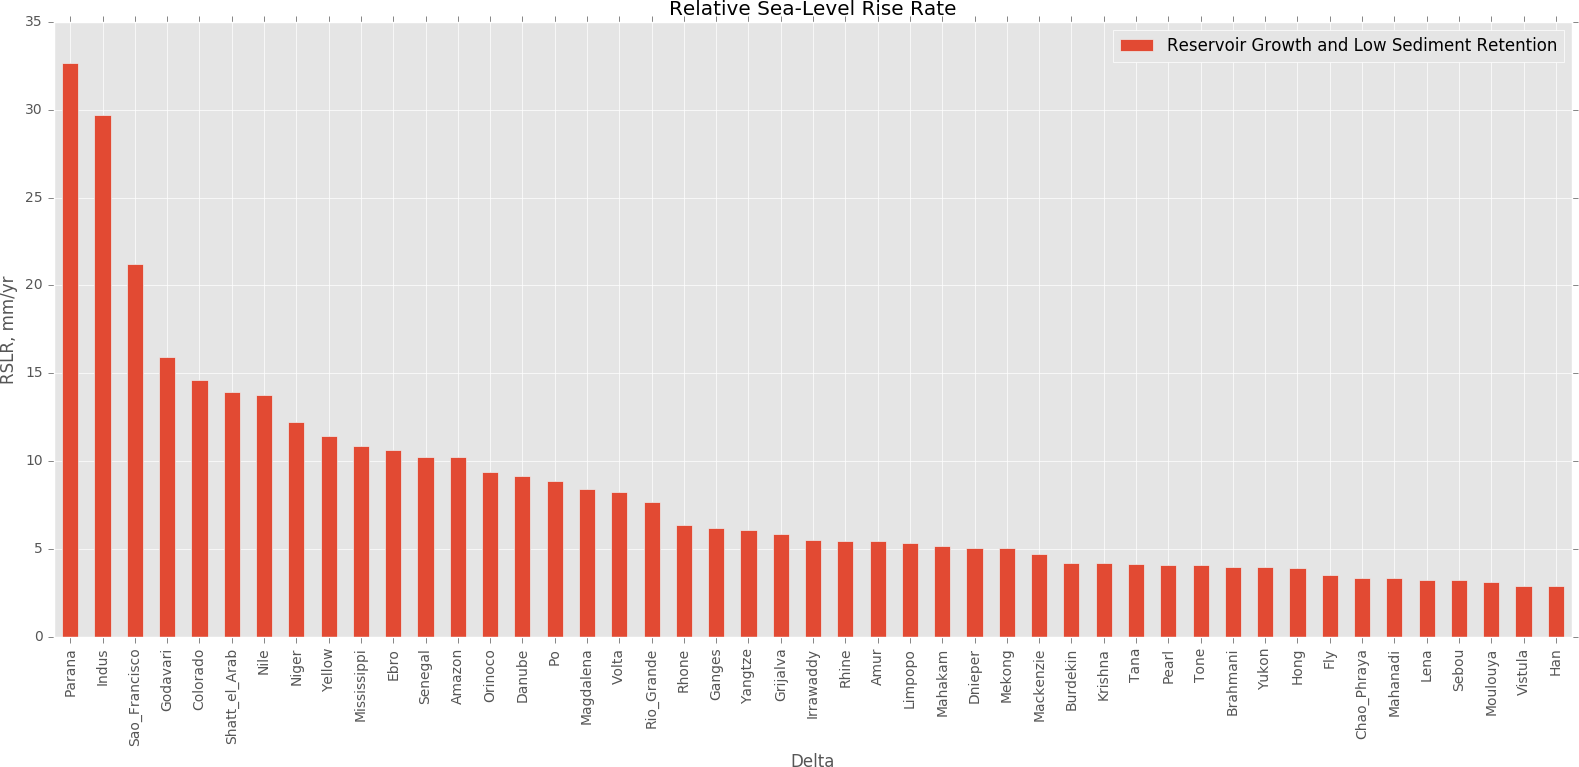 Relative Sea-Level Rise Rate
Reservoir Growth and Low Sediment Retention
RSLR, mm/yr
35
30
25
20
15
10
5
0
Parana
Indus
Sao_Francisco
Godavari
Colorado
Shatt_el_Arab
Nile
Niger
Yellow
Mississippi
Ebro
Senegal
Amazon
Orinoco
Danube
Po
Magdalena
Volta
Rio_Grande
Rhone
Ganges
Yangtze
Grijalva
Irrawaddy
Rhine
Amur
Limpopo
Mahakam
Dnieper
Mekong
Mackenzie
Burdekin
Krishna
Tana
Pearl
Tone
Brahmani
Yukon
Hong
Fly
Chao_Phraya
Mahanadi
Lena
Sebou
Moulouya
Vistula
Han
Delta